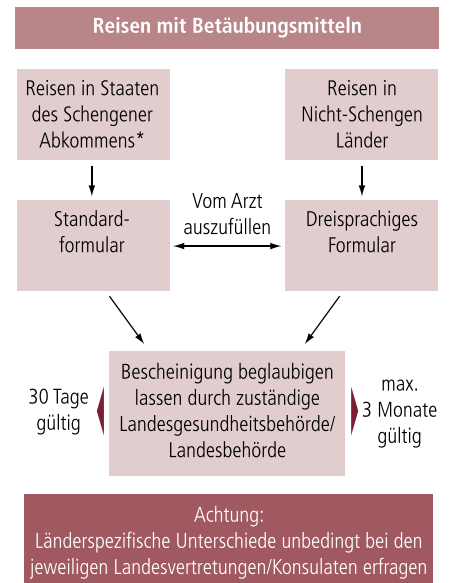 Reisen mit Betäubungsmitteln
Reisen in Staaten
des Schengener
Abkommens*
Reisen in
Nicht-Schengen
Länder
Standard-
formular
Vom Arzt
auszufüllen
Dreisprachiges
Formular
30 Tage
gültig
Bescheinigung beglaubigen
lassen durch zuständige
Landesgesundheitsbehörde/
Landesbehörde
max.
3 Monate
gültig
Achtung:
Länderspezifische Unterschiede unbedingt bei den
jeweiligen Landesvertretungen/Konsulaten erfragen